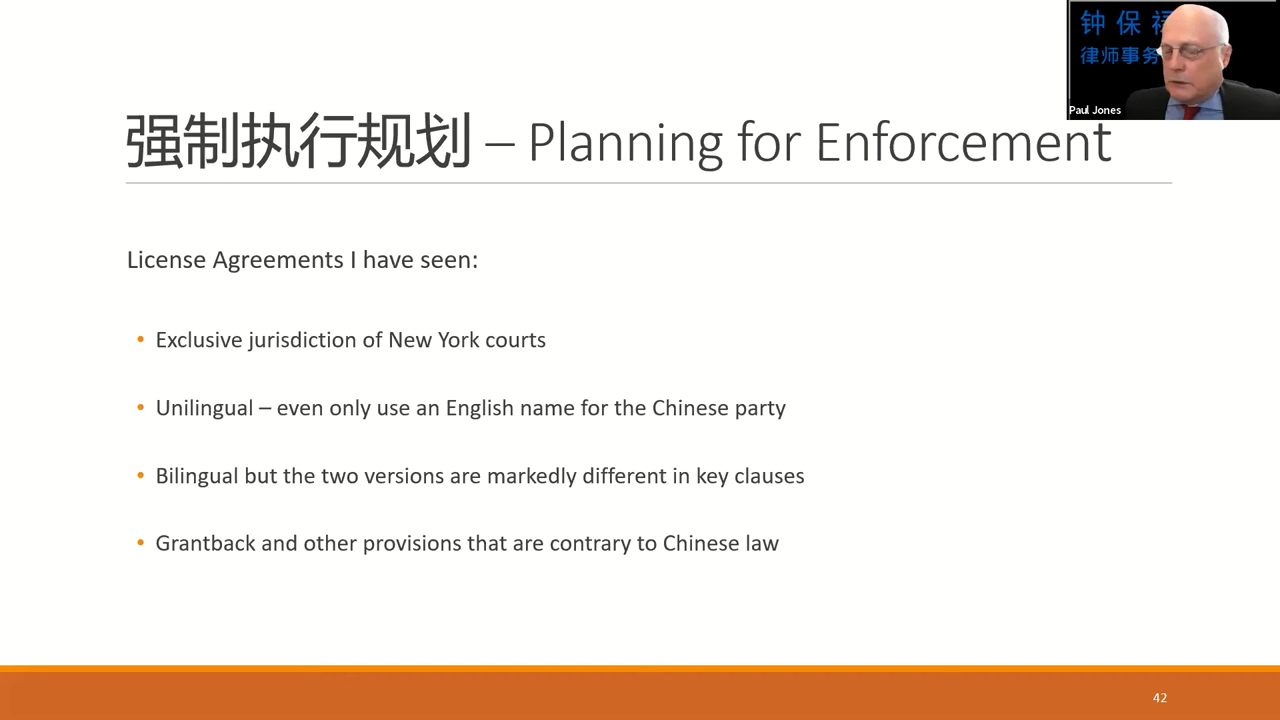 钟保福
律师事务
Paul Jones
强制执行规划 – Planning for Enforcement
License Agreements I have seen:
• Exclusive jurisdiction of New York courts
• Unilingual – even only use an English name for the Chinese party
• Bilingual but the two versions are markedly different in key clauses
• Grantback and other provisions that are contrary to Chinese law
42